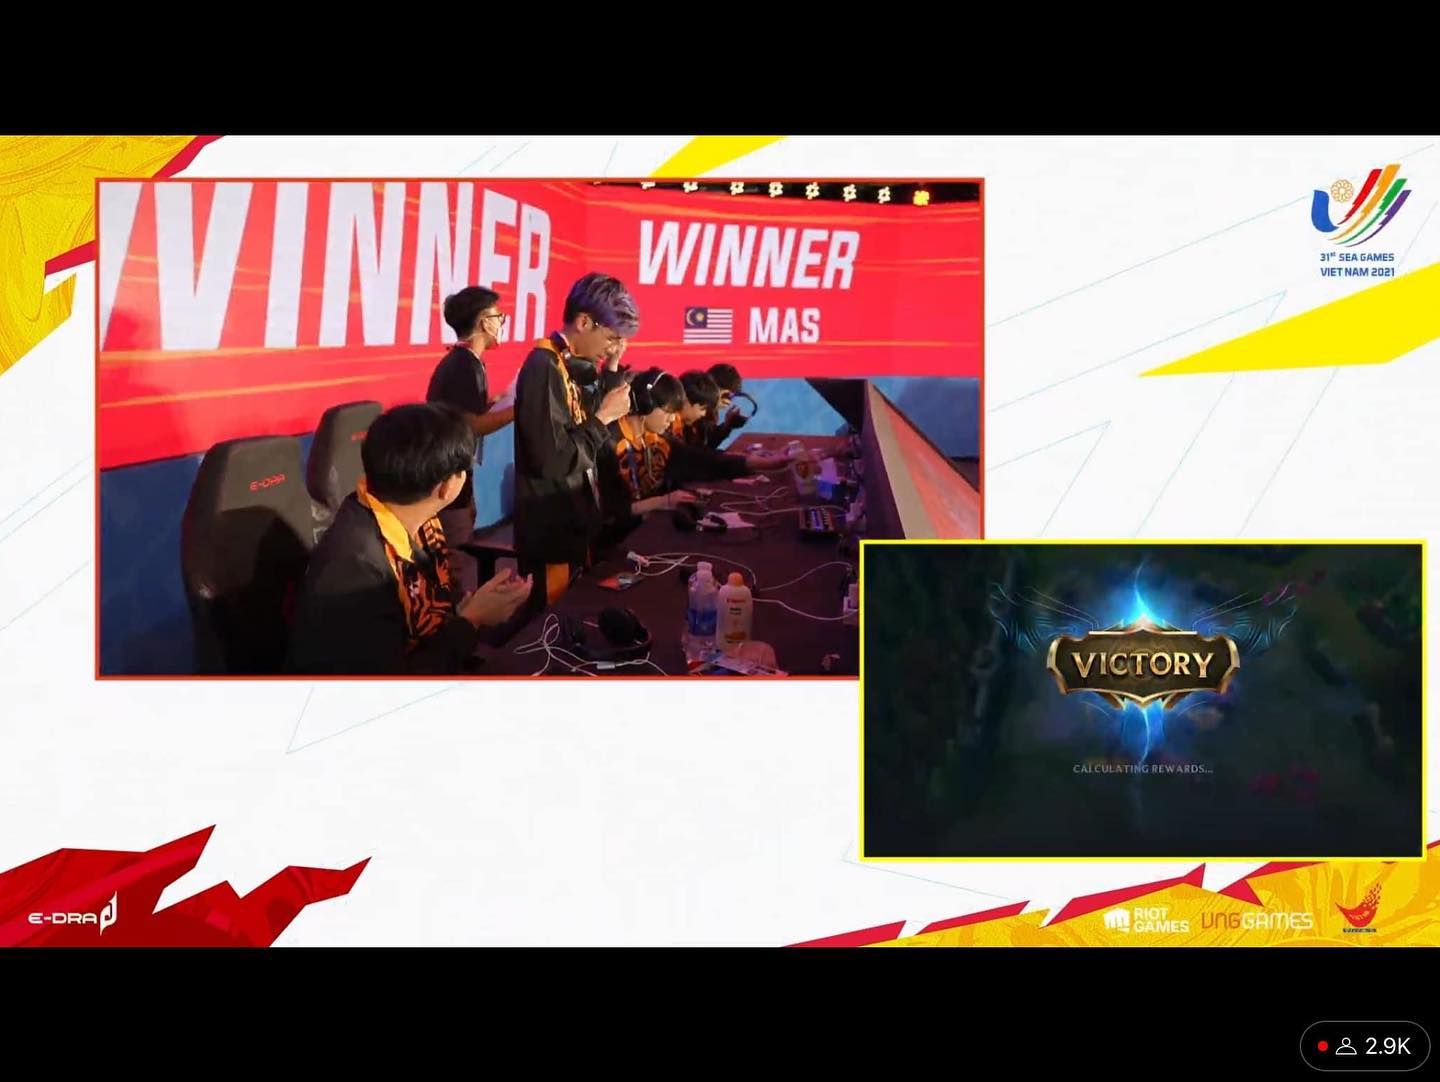 WINNER
WINNER
MAS
31st SEA GAMES
VIET NAM 2021
E-DRA
VICTORY
CALCULATING REWARDS...
E-DRA
RIOT
GAMES
VNGGAMES
2.9K